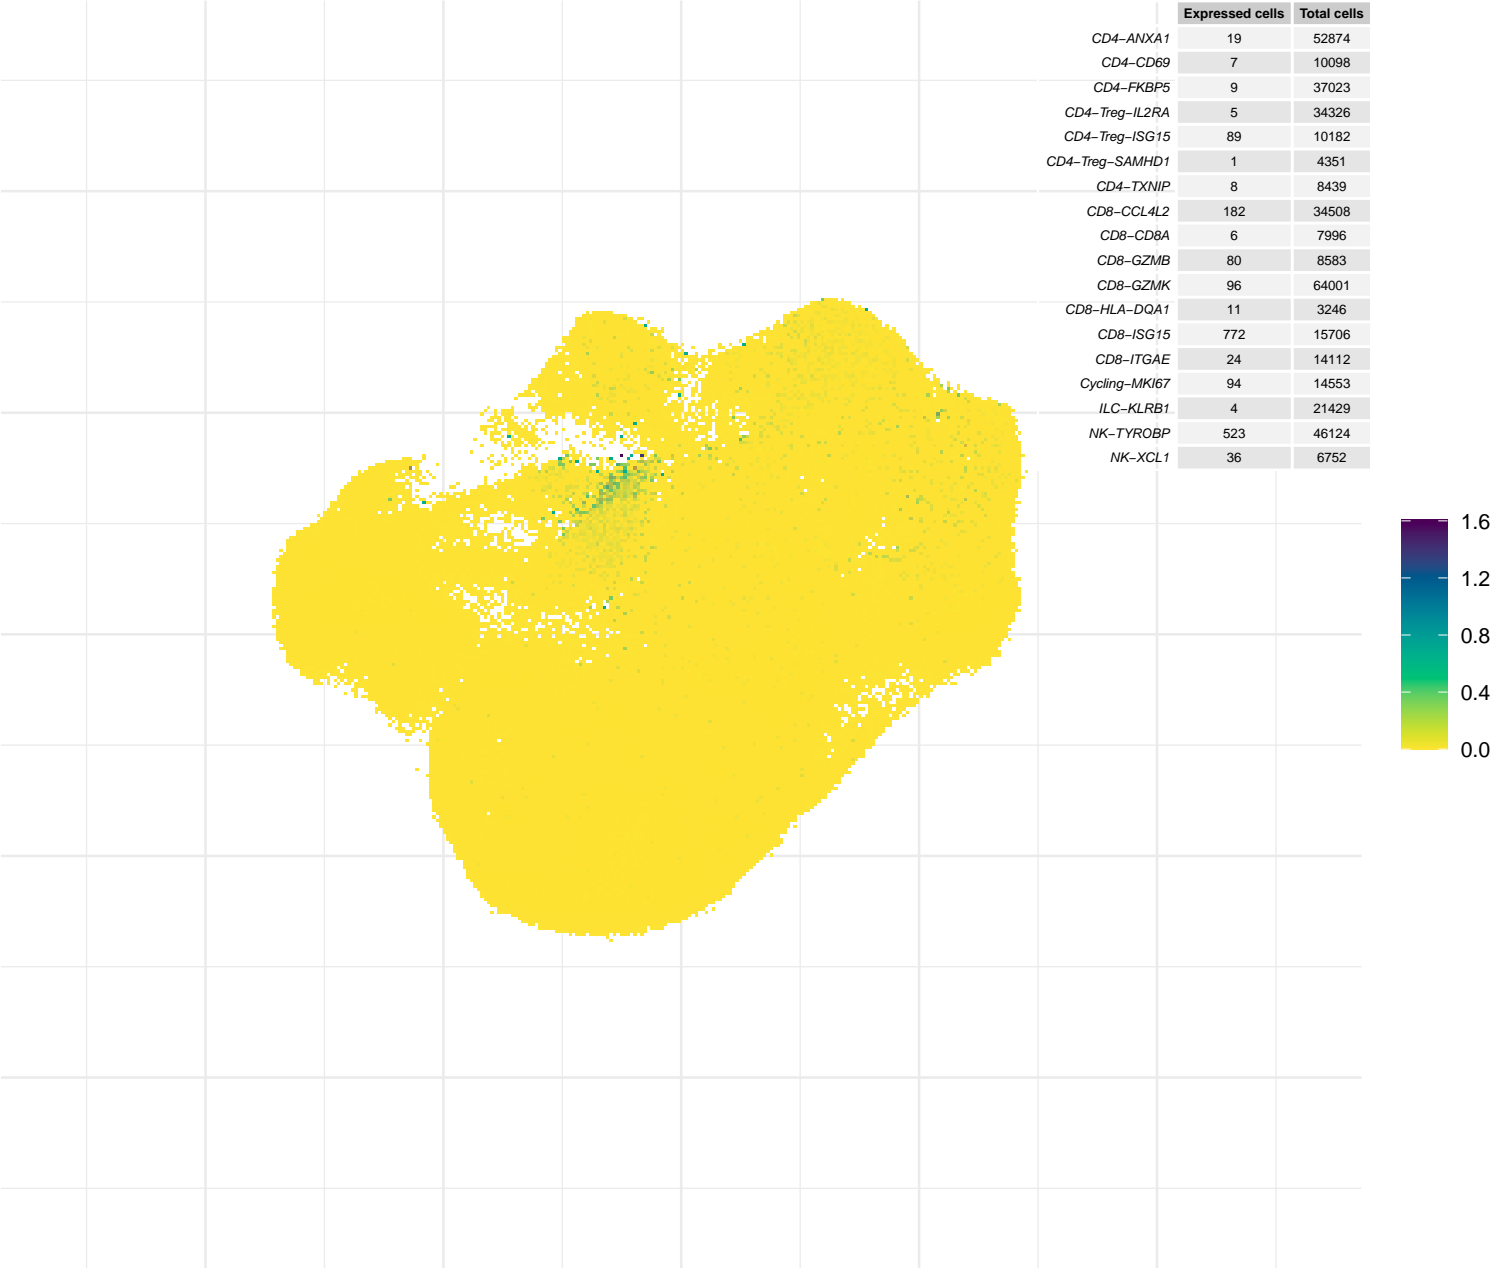 Expressed cells Total cells
CD4−ANXA1 19 52874
CD4−CD69 7 10098
CD4−FKBP5 9 37023
CD4−Treg−IL2RA 5 34326
CD4−Treg−ISG15 89 10182
CD4−Treg−SAMHD1 1 4351
CD4−TXNIP 8 8439
CD8−CCL4L2 182 34508
CD8−CD8A 6 7996
CD8−GZMB 80 8583
CD8−GZMK 96 64001
CD8−HLA−DQA1 11 3246
CD8−ISG15 772 15706
CD8−ITGAE 24 14112
Cycling−MKI67 94 14553
ILC−KLRB1 4 21429
NK−TYROBP 523 46124
NK−XCL1 36 6752
1.6
1.2
0.8
0.4
0.0